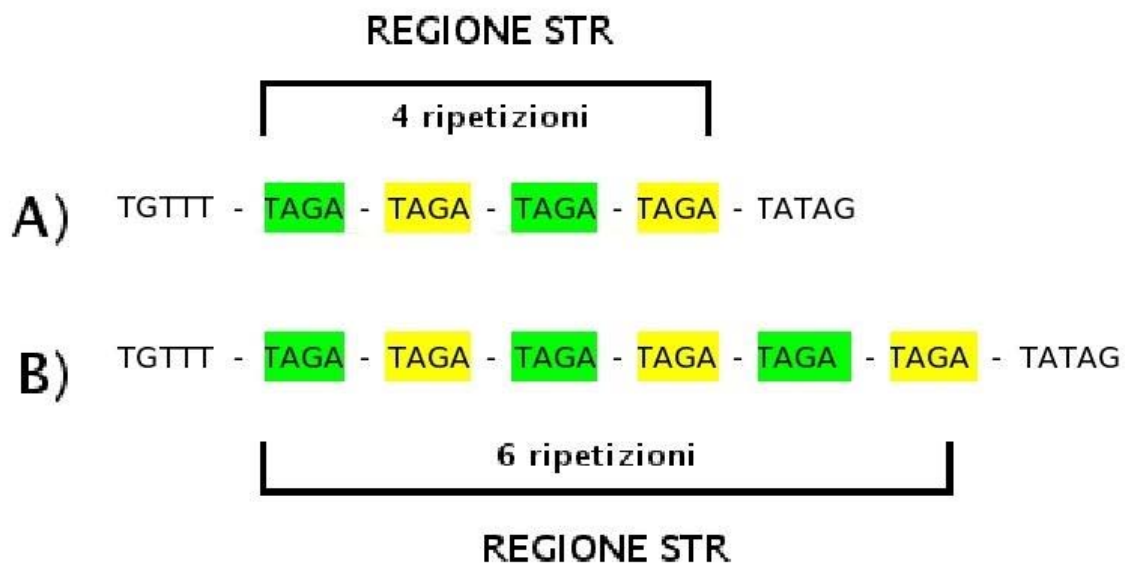 REGIONE STR
4 ripetizioni
A) TGTTT - TAGA - TAGA - TAGA - TAGA - TATAG
B) TGTTT - TAGA - TAGA - TAGA - TAGA - TAGA - TAGA - TATAG
6 ripetizioni
REGIONE STR